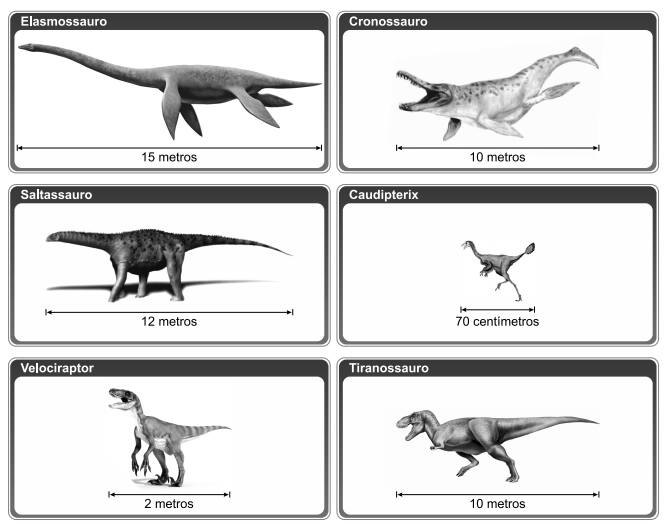 Elasmossauro
15 metros
Cronossauro
10 metros
Saltassauro
12 metros
Caudipterix
70 centímetros
Velociraptor
2 metros
Tiranossauro
10 metros